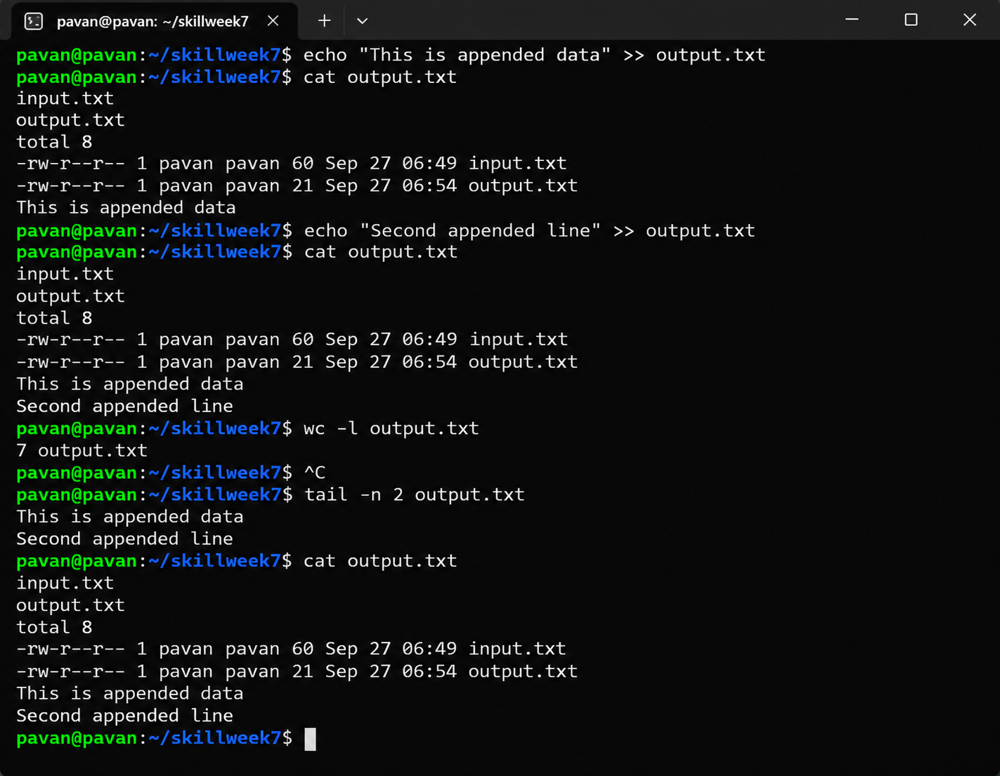 pavan@pavan: ~/skillweek7
pavan@pavan:~/skillweek7$ echo "This is appended data" >> output.txt
pavan@pavan:~/skillweek7$ cat output.txt
input.txt
output.txt
total 8
-rw-r--r-- 1 pavan pavan 60 Sep 27 06:49 input.txt
-rw-r--r-- 1 pavan pavan 21 Sep 27 06:54 output.txt
This is appended data
pavan@pavan:~/skillweek7$ echo "Second appended line" >> output.txt
pavan@pavan:~/skillweek7$ cat output.txt
input.txt
output.txt
total 8
-rw-r--r-- 1 pavan pavan 60 Sep 27 06:49 input.txt
-rw-r--r-- 1 pavan pavan 21 Sep 27 06:54 output.txt
This is appended data
Second appended line
pavan@pavan:~/skillweek7$ wc -l output.txt
7 output.txt
pavan@pavan:~/skillweek7$ ^C
pavan@pavan:~/skillweek7$ tail -n 2 output.txt
This is appended data
Second appended line
pavan@pavan:~/skillweek7$ cat output.txt
input.txt
output.txt
total 8
-rw-r--r-- 1 pavan pavan 60 Sep 27 06:49 input.txt
-rw-r--r-- 1 pavan pavan 21 Sep 27 06:54 output.txt
This is appended data
Second appended line
pavan@pavan:~/skillweek7$